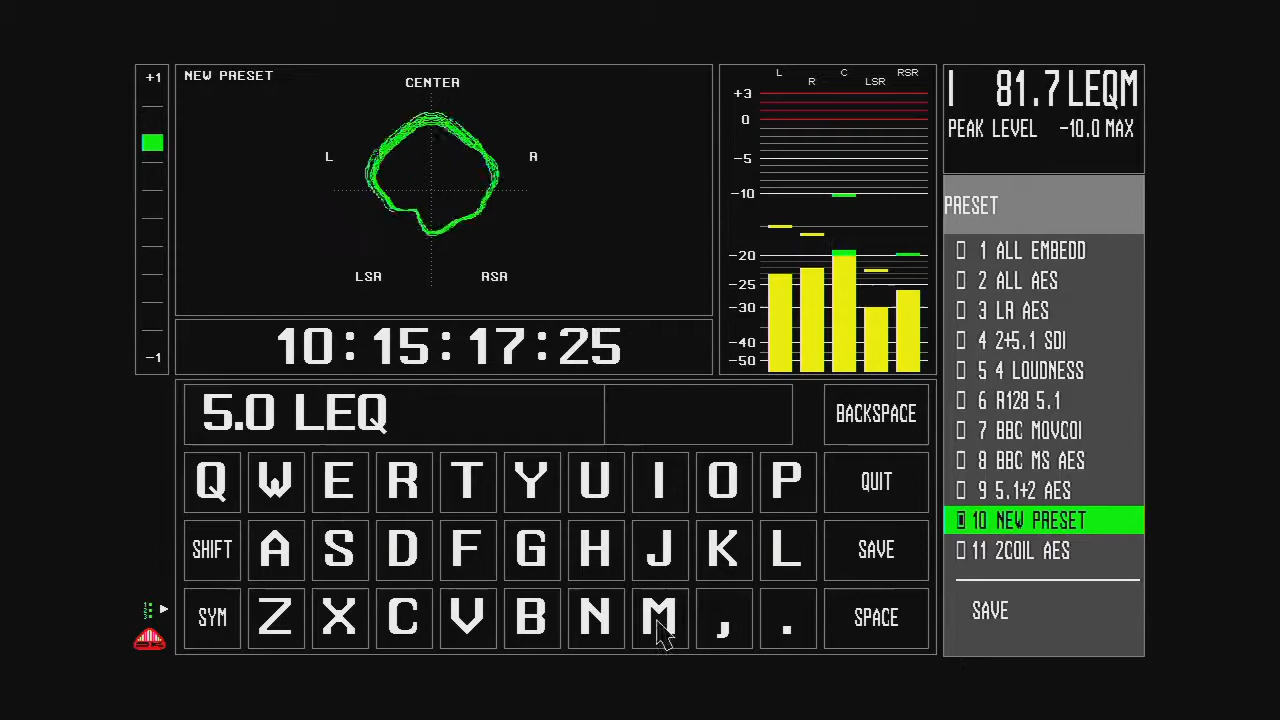 +1
-1
NEW PRESET
CENTER
L
R
LSR
RSR
10:15:17:25
L
R
C
LSR
RSR
+3
0
-5
-10
-20
-25
-30
-40
-50
I 81.7 LEQM
PEAK LEVEL -10.0 MAX
PRESET
1 ALL EMBEDD
2 ALL AES
3 LR AES
4 2+5.1 SDI
5 4 LOUDNESS
6 R128 5.1
7 BBC MOVCOI
8 BBC MS AES
9 5.1+2 AES
10 NEW PRESET
11 2COIL AES
SAVE
5.0 LEQ
BACKSPACE
Q W E R T Y U I O P QUIT
SHIFT A S D F G H J K L SAVE
SYM Z X C V B N M , . SPACE